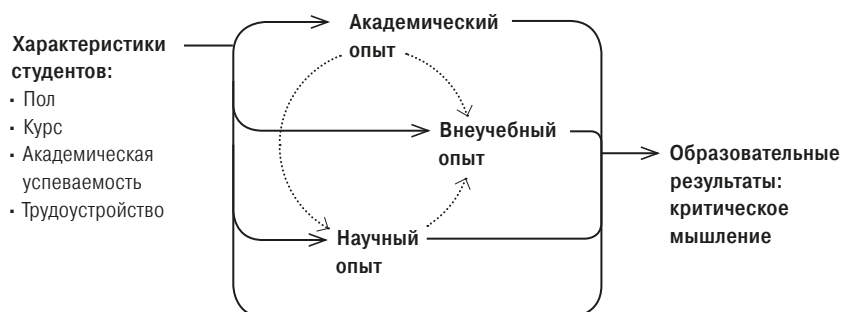 Характеристики
студентов:
▪ Пол
▪ Курс
▪ Академическая
успеваемость
▪ Трудоустройство
Академический
опыт
Внеучебный
опыт
Научный
опыт
Образовательные
результаты:
критическое
мышление